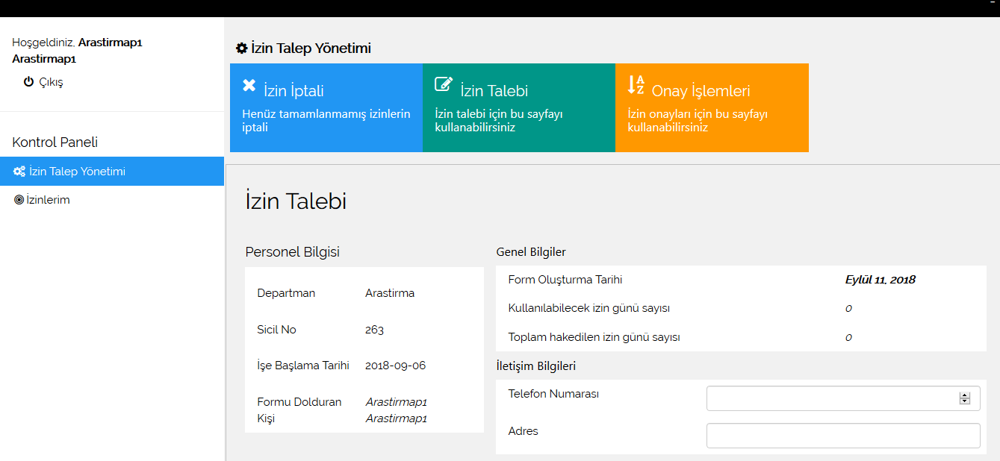 Hoşgeldiniz, Arastirmap1
Arastirmap1
Çıkış
Kontrol Paneli
İzin Talep Yönetimi
İzinlerim
İzin Talep Yönetimi
İzin İptali
Henüz tamamlanmamış izinlerin
iptali
İzin Talebi
İzin talebi için bu sayfayı
kullanabilirsiniz
Onay İşlemleri
İzin onayları için bu sayfayı
kullanabilirsiniz
İzin Talebi
Personel Bilgisi
Departman Arastirma
Sicil No 263
İşe Başlama Tarihi 2018-09-06
Formu Dolduran Arastirmap1
Kişi Arastirmap1
Genel Bilgiler
Form Oluşturma Tarihi Eylül 11, 2018
Kullanılabilecek izin günü sayısı 0
Toplam hakedilen izin günü sayısı 0
İletişim Bilgileri
Telefon Numarası
Adres